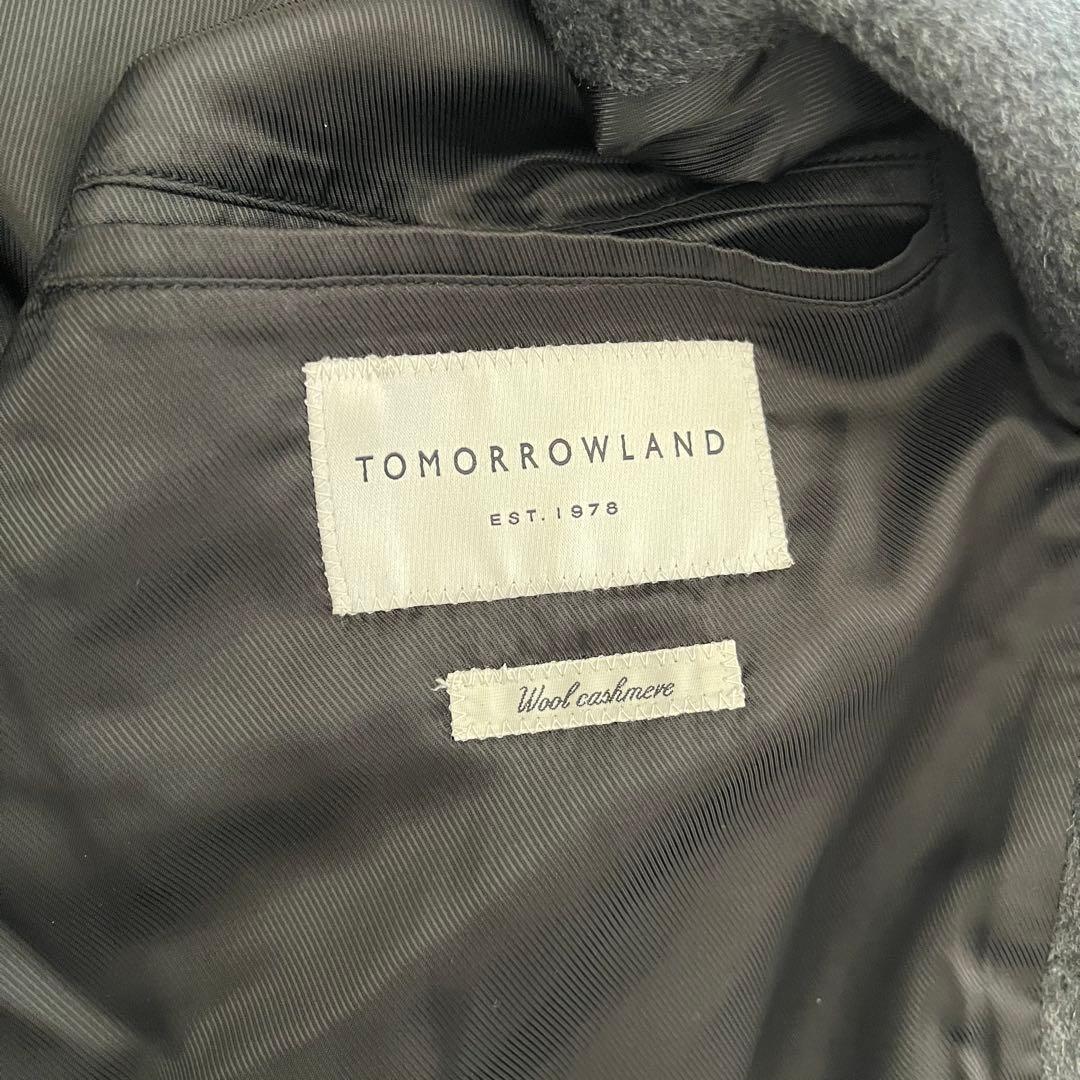 TOMORROWLAND
EST. 1978
Wool cashmere